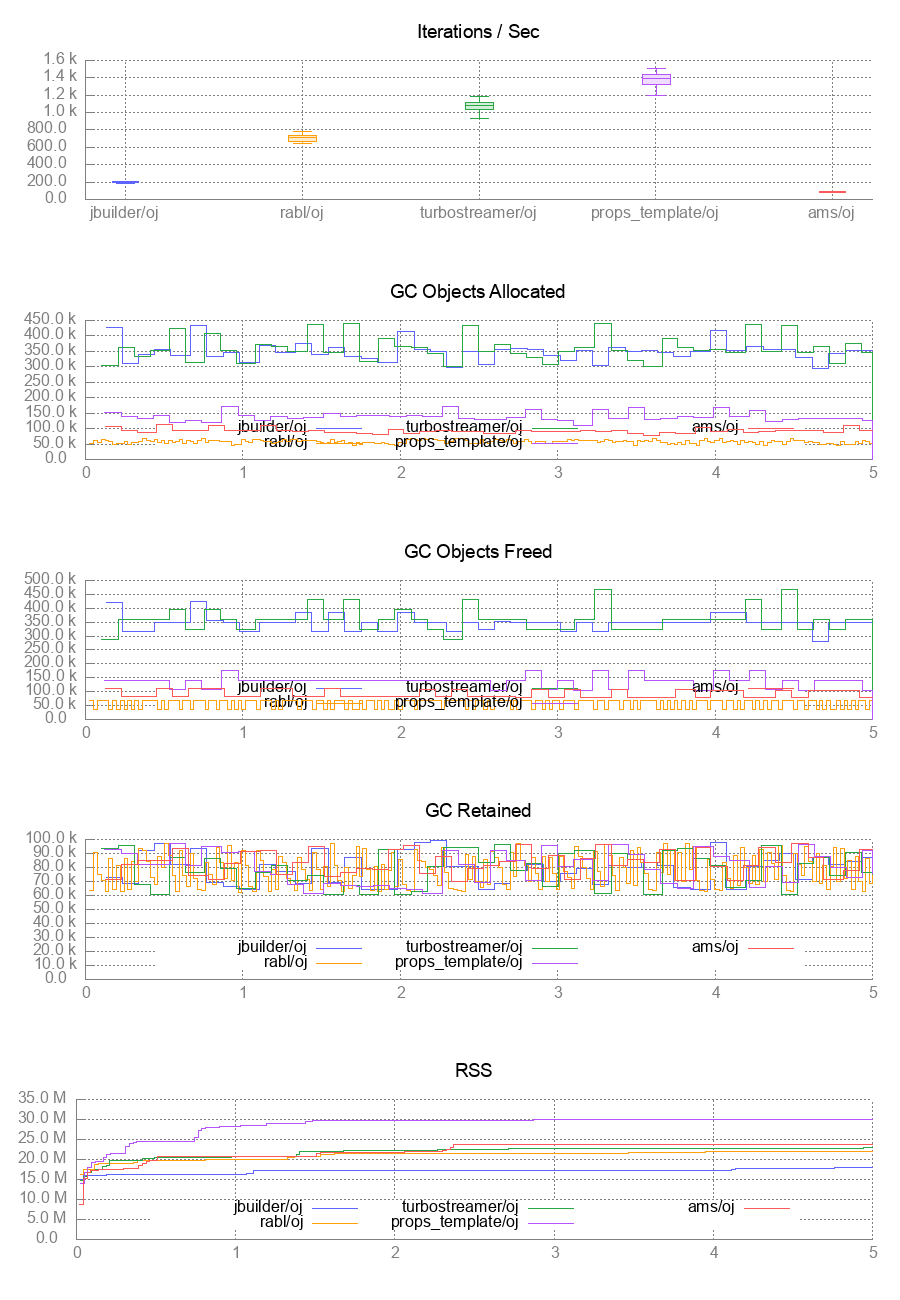 Iterations / Sec
1.6 k
1.4 k
1.2 k
1.0 k
800.0
600.0
400.0
200.0
0.0
jbuilder/oj rabl/oj turbostreamer/oj props_template/oj ams/oj
GC Objects Allocated
450.0 k
400.0 k
350.0 k
300.0 k
250.0 k
200.0 k
150.0 k
100.0 k
50.0 k
0.0
jbuilder/oj turbostreamer/oj ams/oj
rabl/oj props_template/oj
0 1 2 3 4 5
GC Objects Freed
500.0 k
450.0 k
400.0 k
350.0 k
300.0 k
250.0 k
200.0 k
150.0 k
100.0 k
50.0 k
0.0
jbuilder/oj turbostreamer/oj ams/oj
rabl/oj props_template/oj
0 1 2 3 4 5
GC Retained
100.0 k
90.0 k
80.0 k
70.0 k
60.0 k
50.0 k
40.0 k
30.0 k
20.0 k
10.0 k
0.0
jbuilder/oj turbostreamer/oj ams/oj
rabl/oj props_template/oj
0 1 2 3 4 5
RSS
35.0 M
30.0 M
25.0 M
20.0 M
15.0 M
10.0 M
5.0 M
0.0
jbuilder/oj turbostreamer/oj ams/oj
rabl/oj props_template/oj
0 1 2 3 4 5